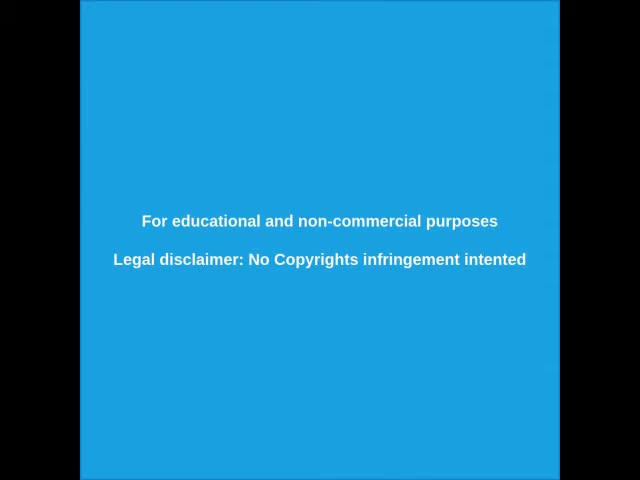 For educational and non-commercial purposes
Legal disclaimer: No Copyrights infringement intented